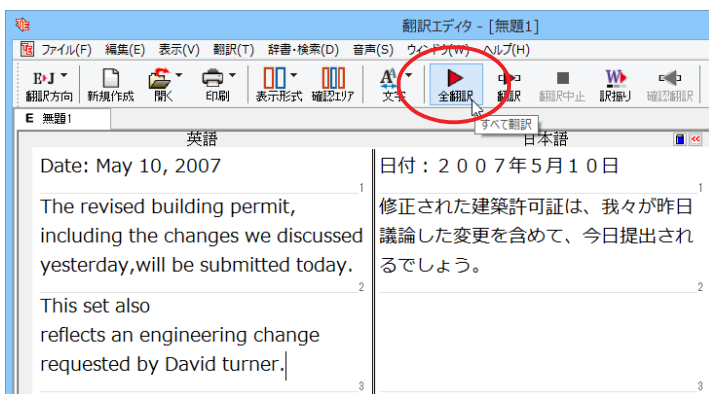 翻訳エディタ - [無題1]
ファイル(F) 編集(E) 表示(V) 翻訳(T) 辞書・検索(D) 音声(S) ウィンドウ(W) ヘルプ(H)
E›J
翻訳方向 新規作成 開く 印刷 表示形式 確認エリア 文字 全翻訳 翻訳 翻訳中止 訳振り 確認翻訳
すべて翻訳
E 無題1
英語 日本語
Date: May 10, 2007
日付：２００７年５月１０日
1 1
The revised building permit,
including the changes we discussed
yesterday,will be submitted today.
修正された建築許可証は、我々が昨日
議論した変更を含めて、今日提出され
るでしょう。
2 2
This set also
reflects an engineering change
requested by David turner.
3 3